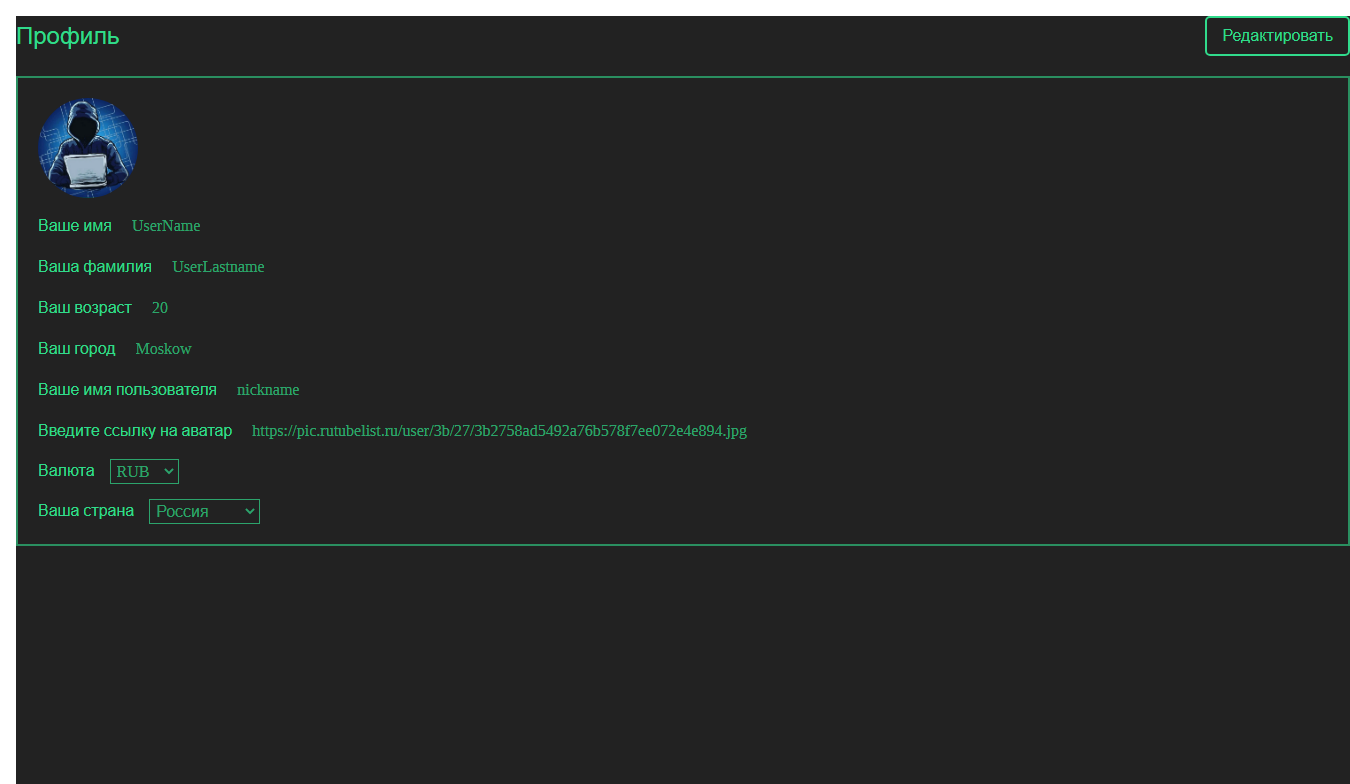 Профиль
Редактировать
Ваше имя UserName
Ваша фамилия UserLastname
Ваш возраст 20
Ваш город Moskow
Ваше имя пользователя nickname
Введите ссылку на аватар https://pic.rutubelist.ru/user/3b/27/3b2758ad5492a76b578f7ee072e4e894.jpg
Валюта RUB
Ваша страна Россия